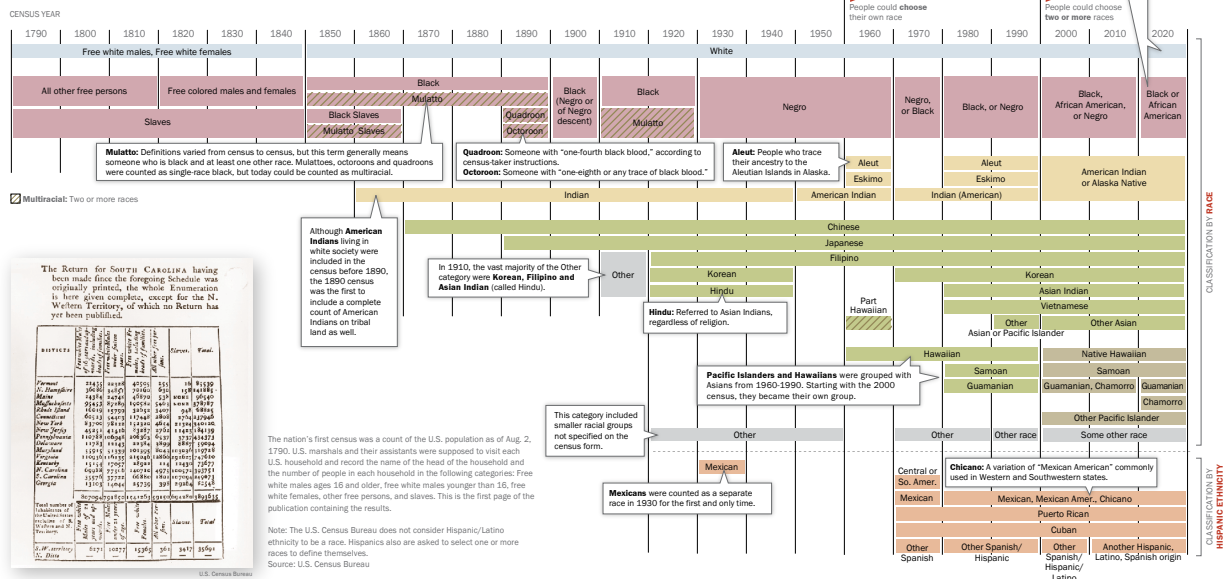 People could choose
their own race
People could choose
two or more races
CENSUS YEAR
1790 1800 1810 1820 1830 1840 1850 1860 1870 1880 1890 1900 1910 1920 1930 1940 1950 1960 1970 1980 1990 2000 2010 2020
Free white males, Free white females
White
All other free persons
Free colored males and females
Slaves
Black
Mulatto
Black Slaves
Mulatto Slaves
Quadroon
Octoroon
Black
(Negro or
of Negro
descent)
Black
Mulatto
Negro
Negro,
or Black
Black, or Negro
Black,
African American,
or Negro
Black or
African
American
Mulatto: Definitions varied from census to census, but this term generally means
someone who is black and at least one other race. Mulattoes, octoroons and quadroons
were counted as single-race black, but today could be counted as multiracial.
Quadroon: Someone with “one-fourth black blood,” according to
census-taker instructions.
Octoroon: Someone with “one-eighth or any trace of black blood.”
Aleut: People who trace
their ancestry to the
Aleutian Islands in Alaska.
Aleut
Eskimo
Aleut
Eskimo
American Indian
or Alaska Native
Multiracial: Two or more races
Indian
American Indian
Indian (American)
Although American
Indians living in
white society were
included in the
census before 1890,
the 1890 census
was the first to
include a complete
count of American
Indians on tribal
land as well.
Chinese
Japanese
Filipino
In 1910, the vast majority of the Other
category were Korean, Filipino and
Asian Indian (called Hindu).
Other
Korean
Hindu
Korean
Asian Indian
Vietnamese
Hindu: Referred to Asian Indians,
regardless of religion.
Part
Hawaiian
Other
Other Asian
Asian or Pacific Islander
Hawaiian
Samoan
Guamanian
Native Hawaiian
Samoan
Guamanian, Chamorro
Guamanian
Chamorro
Other Pacific Islander
Pacific Islanders and Hawaiians were grouped with
Asians from 1960-1990. Starting with the 2000
census, they became their own group.
This category included
smaller racial groups
not specified on the
census form.
Other
Other
Other race
Some other race
CLASSIFICATION BY RACE
Mexican
Mexicans were counted as a separate
race in 1930 for the first and only time.
Central or
So. Amer.
Chicano: A variation of “Mexican American” commonly
used in Western and Southwestern states.
Mexican
Mexican, Mexican Amer., Chicano
Puerto Rican
Cuban
Other
Spanish
Other Spanish/
Hispanic
Other
Spanish/
Hispanic/
Latino
Another Hispanic,
Latino, Spanish origin
CLASSIFICATION BY
HISPANIC ETHNICITY
The Return for SOUTH CAROLINA having
been made since the foregoing Schedule was
originally printed, the whole Enumeration
is here given complete, except for the N.
Western Territory, of which no Return has
yet been published.
DISTRICTS
Slaves.
Total.
Vermont
N. Hampshire
Maine
Massachusetts
Rhode Island
Connecticut
New York
New Jersey
Pennsylvania
Delaware
Maryland
Virginia
Kentucky
N. Carolina
S. Carolina
Georgia
Slaves.
Total
S. W. territory
N. Ditto
U.S. Census Bureau
The nation’s first census was a count of the U.S. population as of Aug. 2,
1790. U.S. marshals and their assistants were supposed to visit each
U.S. household and record the name of the head of the household and
the number of people in each household in the following categories: Free
white males ages 16 and older, free white males younger than 16, free
white females, other free persons, and slaves. This is the first page of the
publication containing the results.
Note: The U.S. Census Bureau does not consider Hispanic/Latino
ethnicity to be a race. Hispanics also are asked to select one or more
races to define themselves.
Source: U.S. Census Bureau